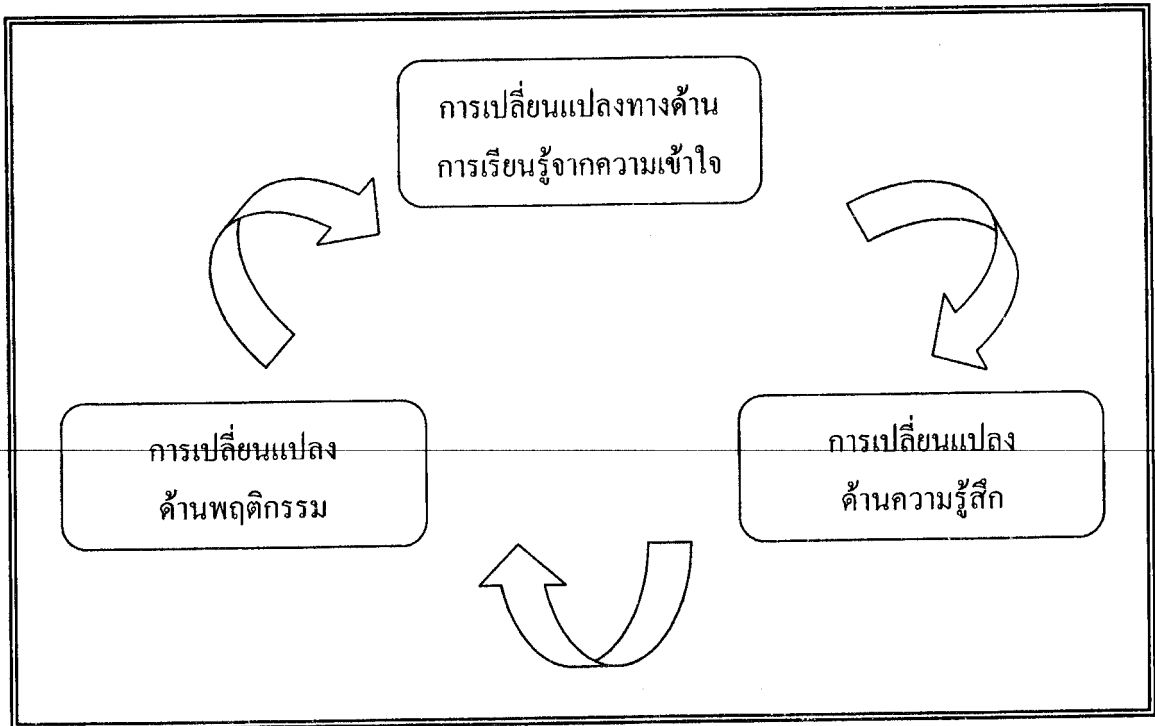 การเปลี่ยนแปลงทางด้าน
การเรียนรู้จากความเข้าใจ
การเปลี่ยนแปลง
ด้านพฤติกรรม
การเปลี่ยนแปลง
ด้านความรู้สึก